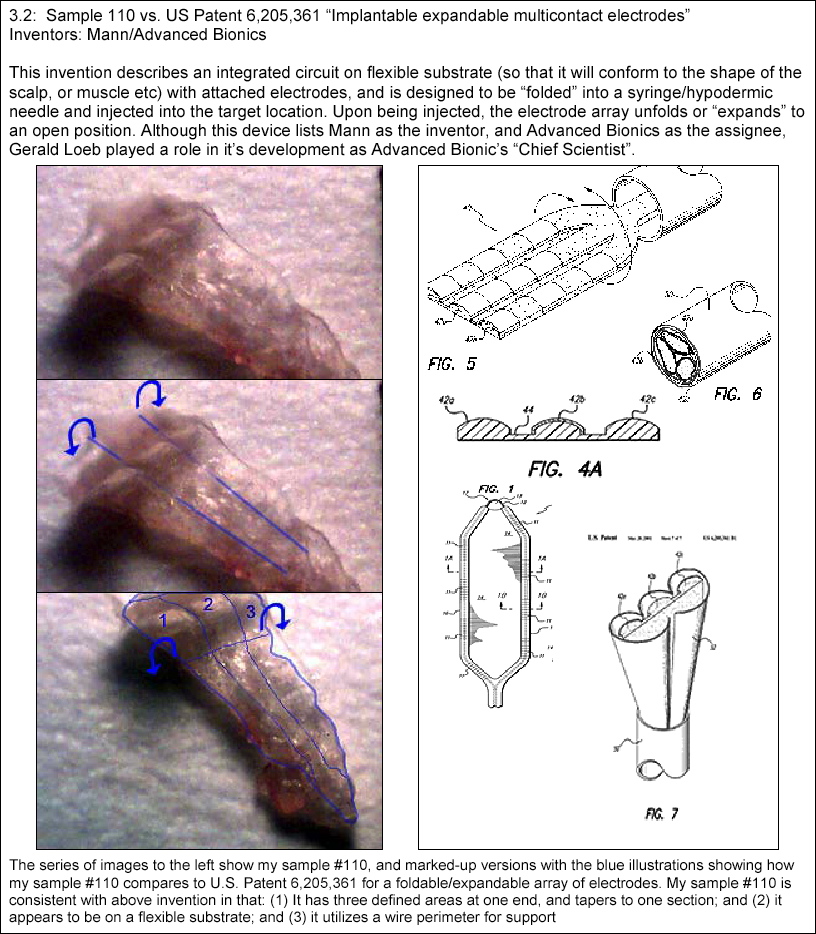 3.2:  Sample 110 vs. US Patent 6,205,361 “Implantable expandable multicontact electrodes”
Inventors: Mann/Advanced Bionics
This invention describes an integrated circuit on flexible substrate (so that it will conform to the shape of the
scalp, or muscle etc) with attached electrodes, and is designed to be “folded” into a syringe/hypodermic
needle and injected into the target location. Upon being injected, the electrode array unfolds or “expands” to
an open position. Although this device lists Mann as the inventor, and Advanced Bionics as the assignee,
Gerald Loeb played a role in it’s development as Advanced Bionic’s “Chief Scientist”.
FIG. 5
FIG. 6
42a 44 42b 42c
FIG. 4A
FIG. 1
U.S. Patent
1 2 3
FIG. 7
The series of images to the left show my sample #110, and marked-up versions with the blue illustrations showing how
my sample #110 compares to U.S. Patent 6,205,361 for a foldable/expandable array of electrodes. My sample #110 is
consistent with above invention in that: (1) It has three defined areas at one end, and tapers to one section; and (2) it
appears to be on a flexible substrate; and (3) it utilizes a wire perimeter for support